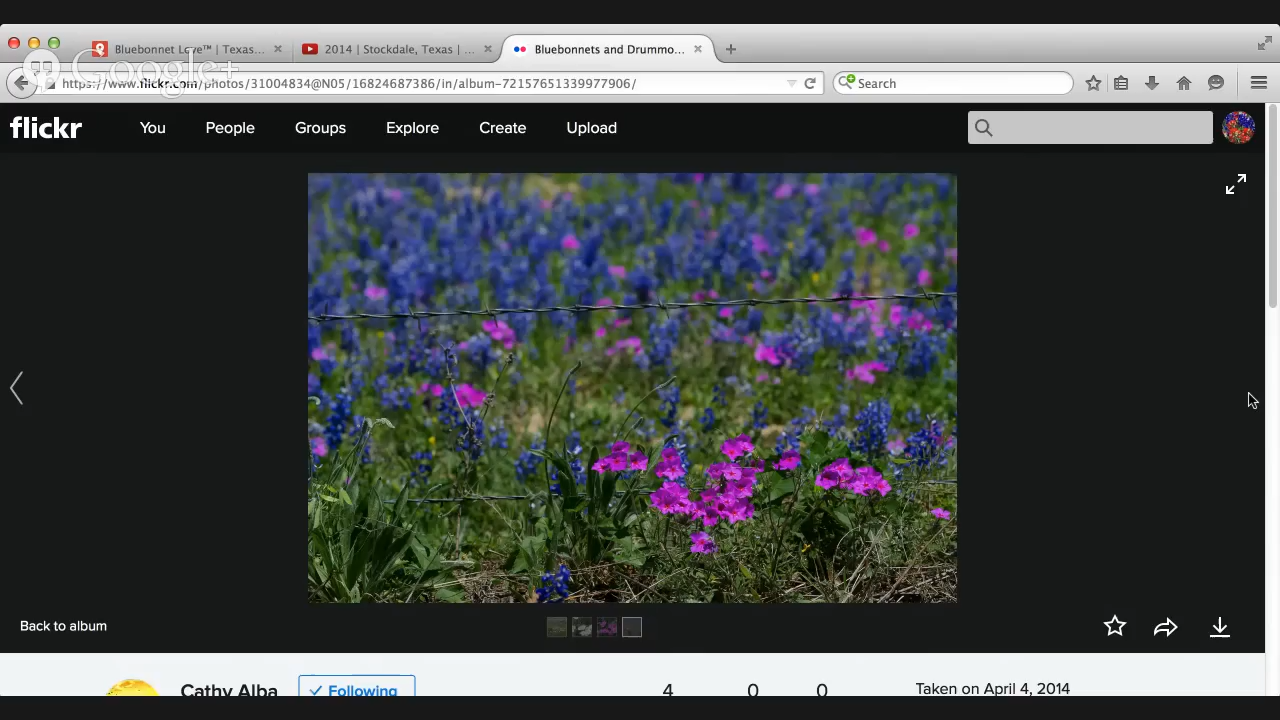 Bluebonnet Love™ | Texas...
2014 | Stockdale, Texas | ...
Bluebonnets and Drummo...
Google+
https://www.flickr.com/photos/31004834@N05/16824687386/in/album-72157651339977906/
Search
flickr
You
People
Groups
Explore
Create
Upload
Back to album
Cathy Alba
Following
4
0
0
Taken on April 4, 2014